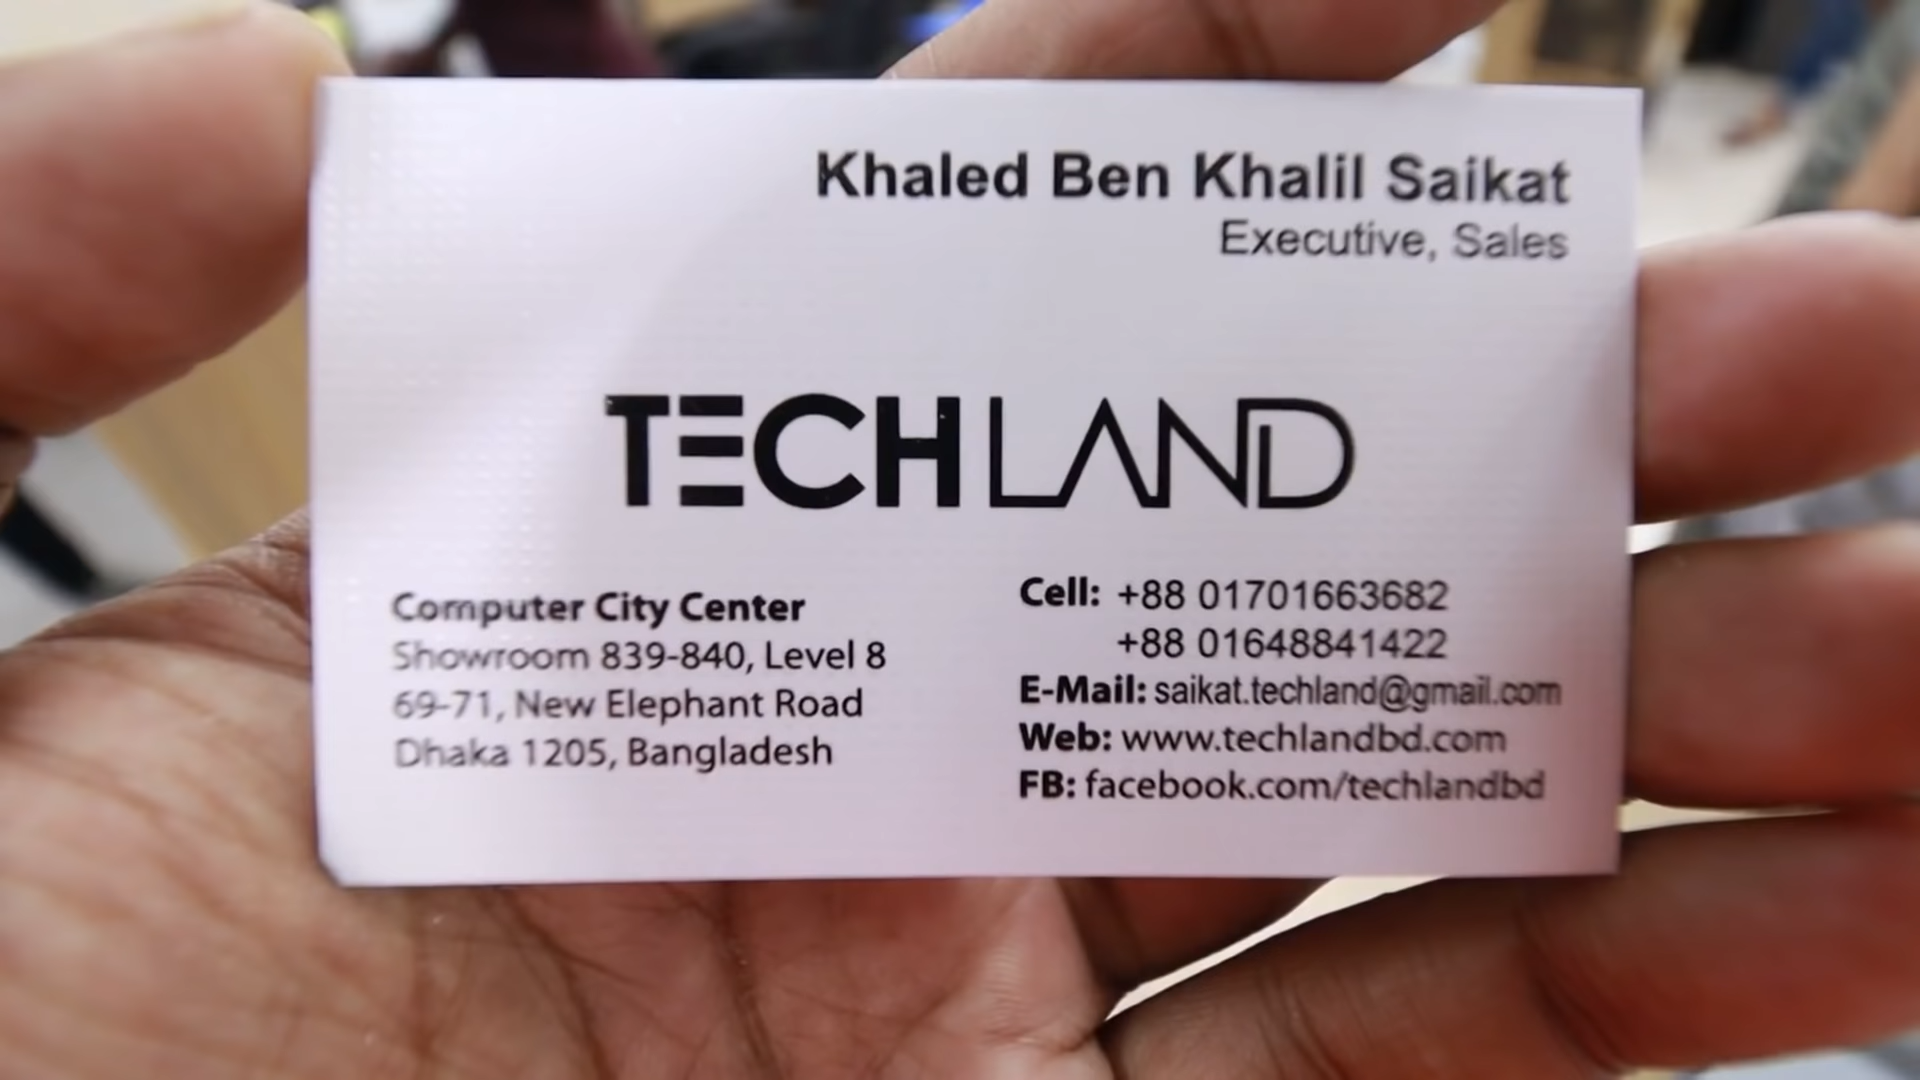 Khaled Ben Khalil Saikat
Executive, Sales
TECHLAND
Computer City Center
Showroom 839-840, Level 8
69-71, New Elephant Road
Dhaka 1205, Bangladesh
Cell: +88 01701663682
+88 01648841422
E-Mail: saikat.techland@gmail.com
Web: www.techlandbd.com
FB: facebook.com/techlandbd